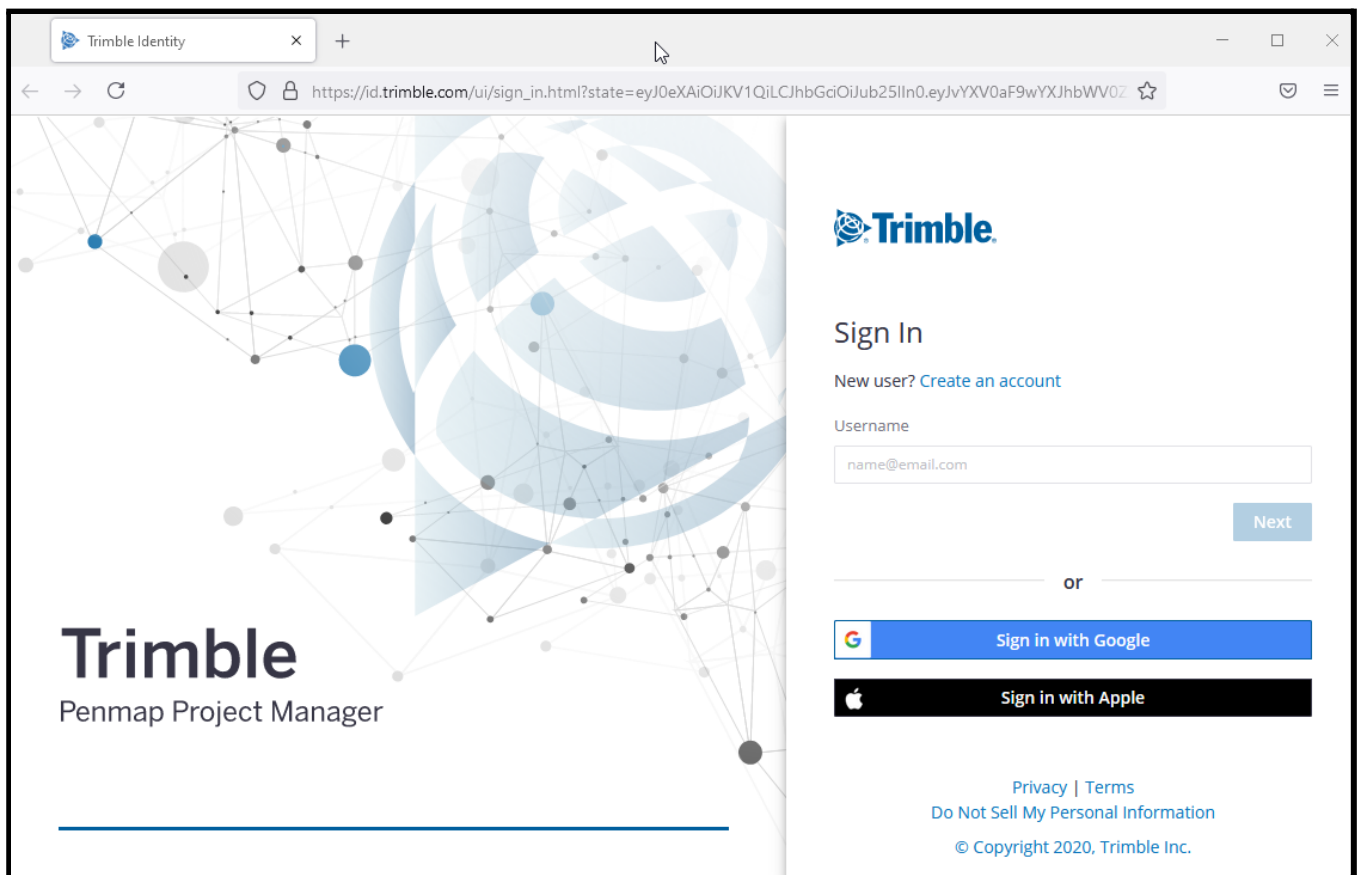 Trimble Identity
https://id.trimble.com/ui/sign_in.html?state=eyJ0eXAiOiJKV1QiLCJhbGciOiJub25lIn0.eyJvYXV0aF9wYXJhbWV0Z
Trimble.
Sign In
New user? Create an account
Username
name@email.com
Next
or
Sign in with Google
Sign in with Apple
Trimble
Penmap Project Manager
Privacy | Terms
Do Not Sell My Personal Information
© Copyright 2020, Trimble Inc.